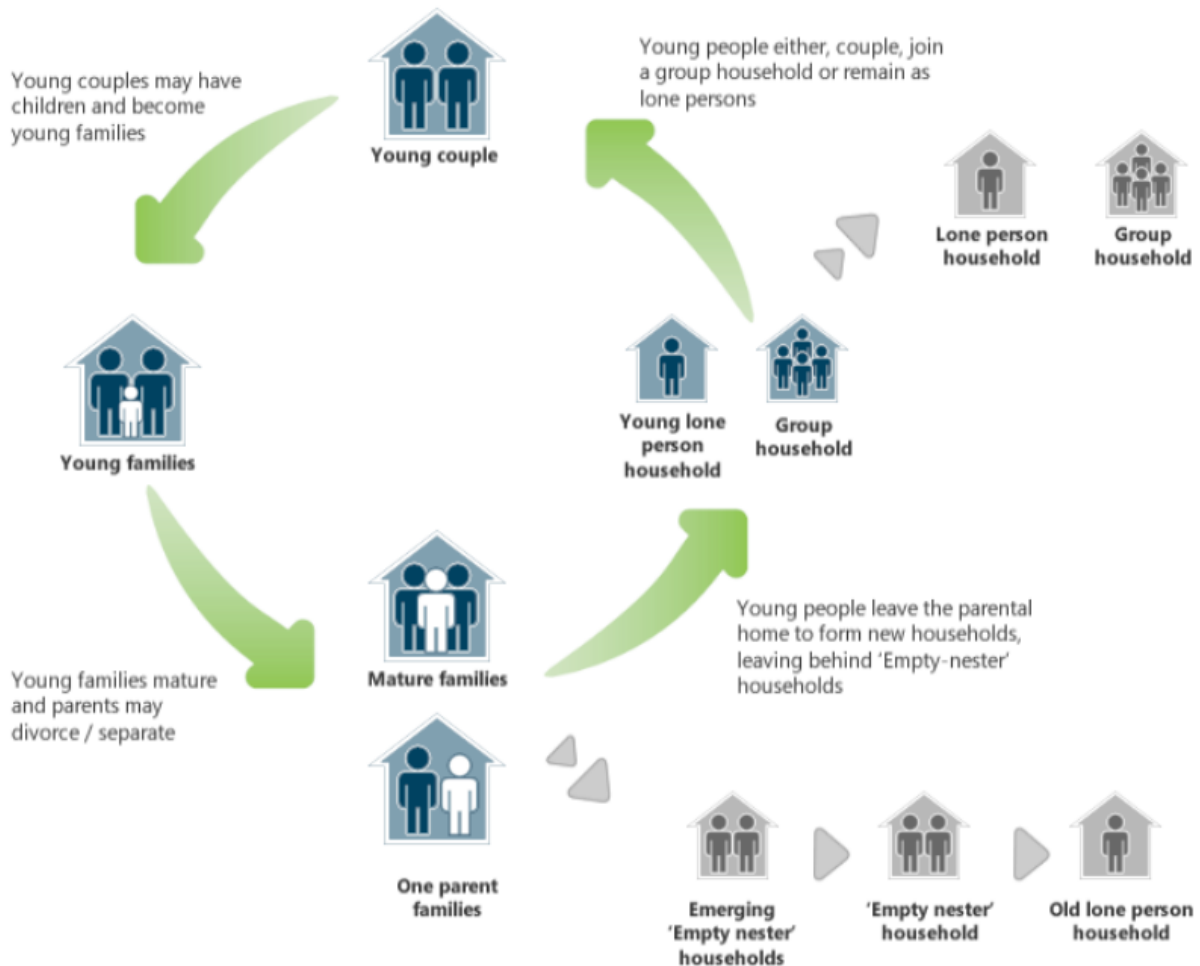 Young couples may have
children and become
young families
Young couple
Young people either, couple, join
a group household or remain as
lone persons
Lone person
household
Group
household
Young families
Young lone
person
household
Group
household
Young families mature
and parents may
divorce / separate
Mature families
Young people leave the parental
home to form new households,
leaving behind ‘Empty-nester’
households
One parent
families
Emerging
‘Empty nester’
households
‘Empty nester’
household
Old lone person
household